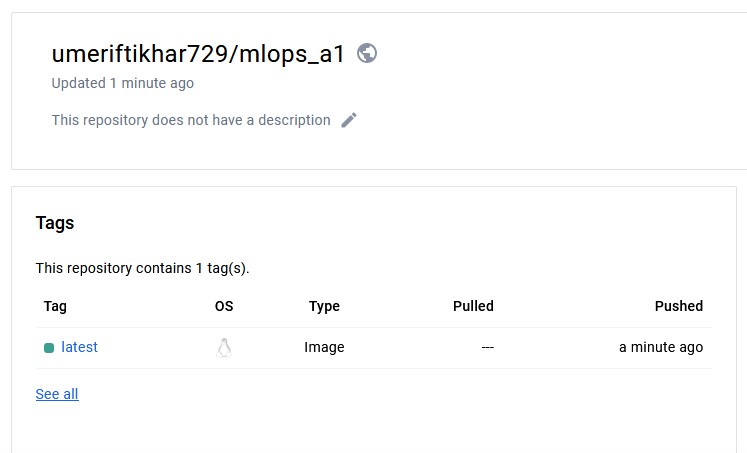 umeriftikhar729/mlops_a1
Updated 1 minute ago
This repository does not have a description
Tags
This repository contains 1 tag(s).
Tag OS Type Pulled Pushed
latest Image --- a minute ago
See all